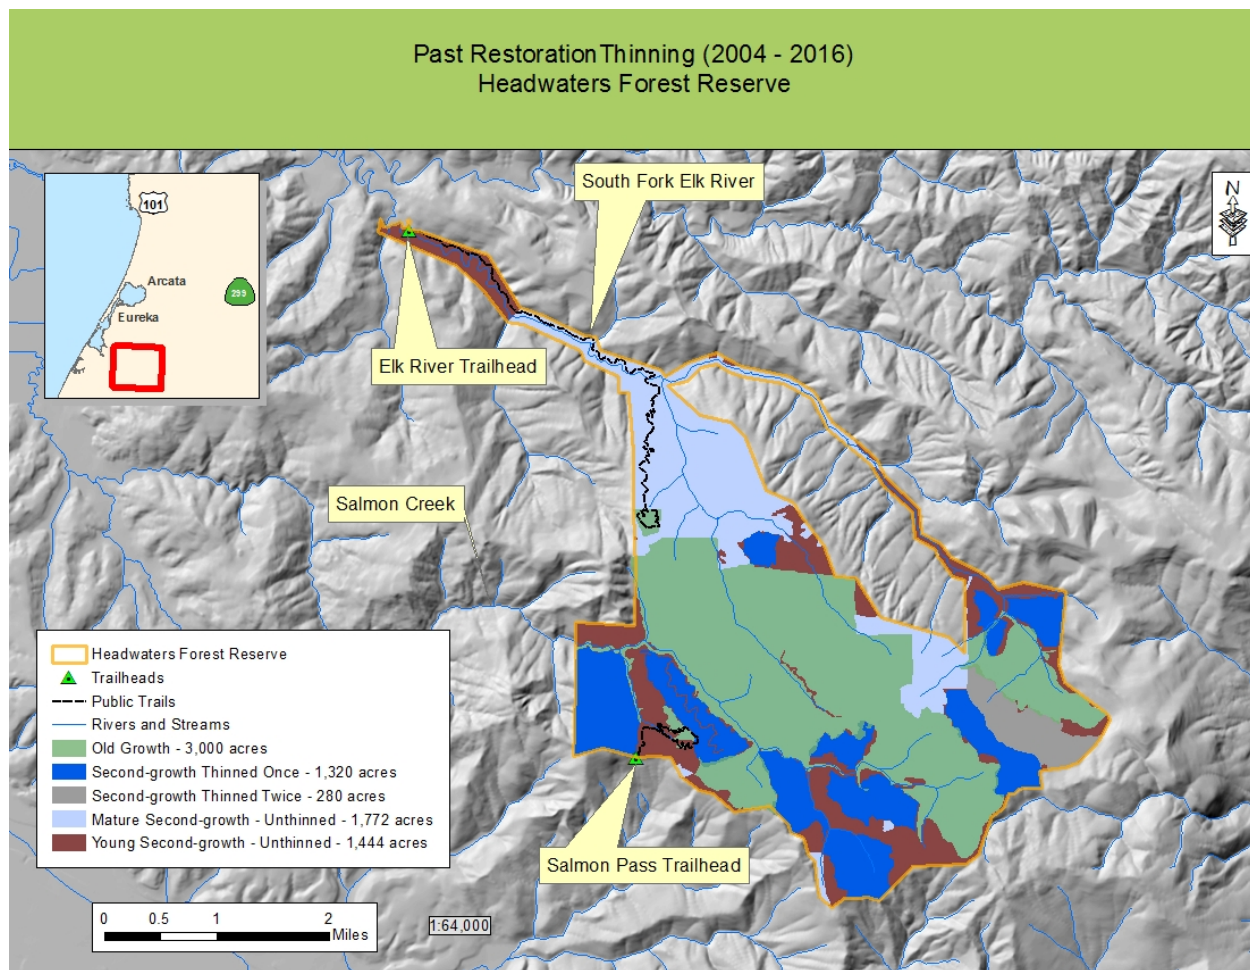 Past RestorationThinning (2004 - 2016)
Headwaters Forest Reserve
South Fork Elk River
N
101
Arcata
299
Eureka
Elk River Trailhead
Salmon Creek
Headwaters Forest Reserve
Trailheads
Public Trails
Rivers and Streams
Old Growth - 3,000 acres
Second-growth Thinned Once - 1,320 acres
Second-growth Thinned Twice - 280 acres
Mature Second-growth - Unthinned - 1,772 acres
Young Second-growth - Unthinned - 1,444 acres
Salmon Pass Trailhead
0 0.5 1 2
Miles
1:64,000